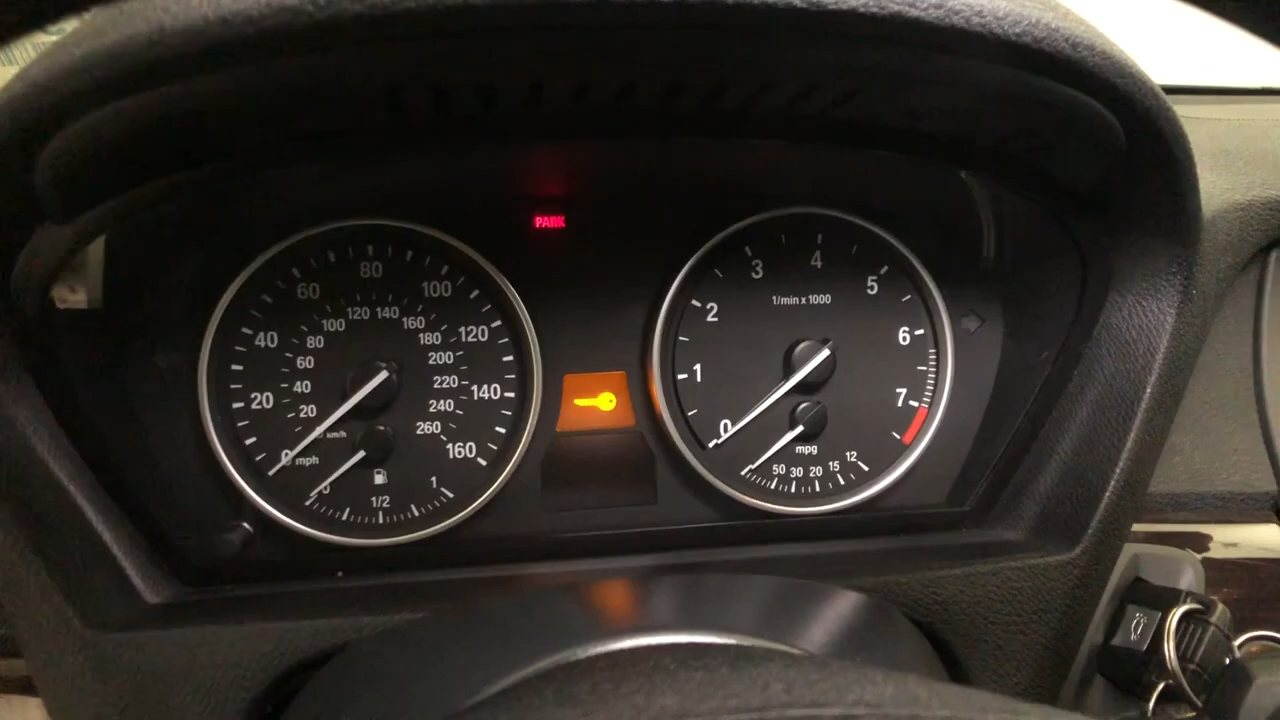 PARK
20 40 60 80 100 120 140 160
20 40 60 80 100 120 140 160 180 200 220 240 260
km/h
0 mph
0 1/2 1
0 1 2 3 4 5 6 7
1/min x 1000
mpg
50 30 20 15 12